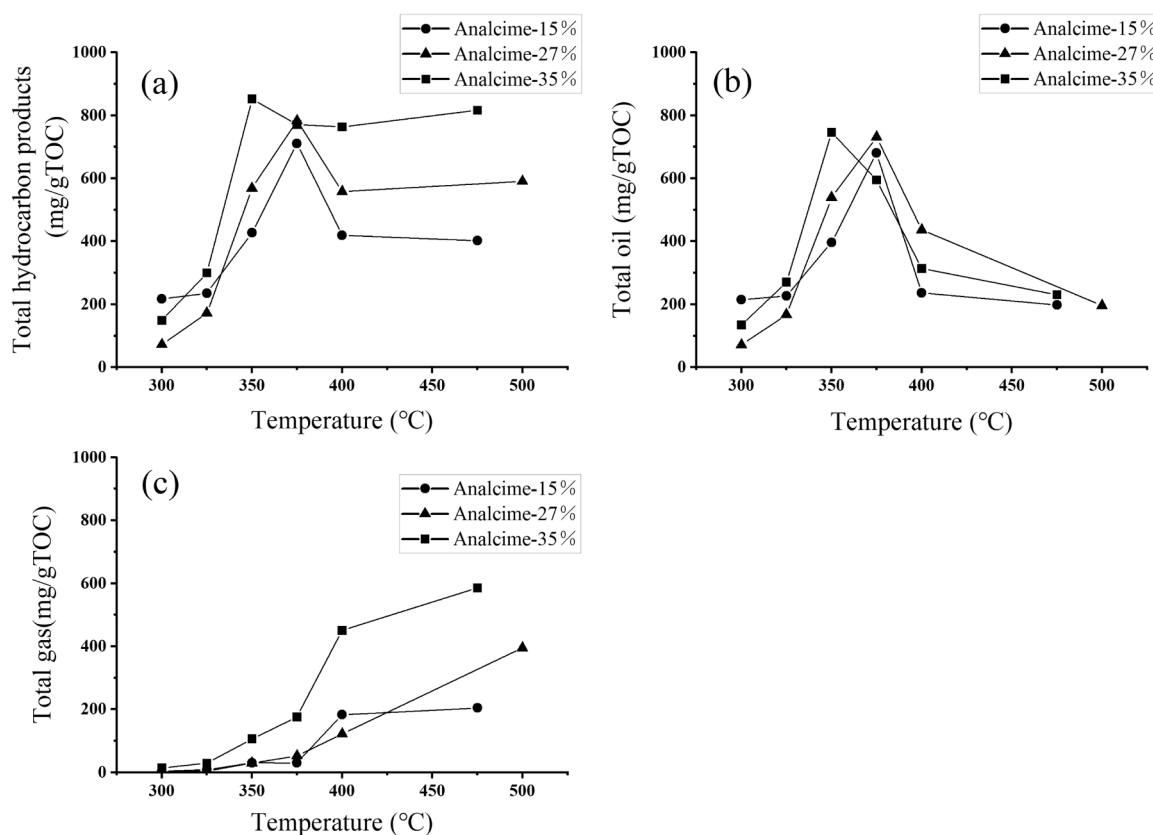 Analcime-15%
Analcime-27%
Analcime-35%
(a)
Total hydrocarbon products
(mg/gTOC)
1000
800
600
400
200
0
300 350 400 450 500
Temperature (℃)
Analcime-15%
Analcime-27%
Analcime-35%
(b)
Total oil (mg/gTOC)
1000
800
600
400
200
0
300 350 400 450 500
Temperature (℃)
Analcime-15%
Analcime-27%
Analcime-35%
(c)
Total gas(mg/gTOC)
1000
800
600
400
200
0
300 350 400 450 500
Temperature (℃)